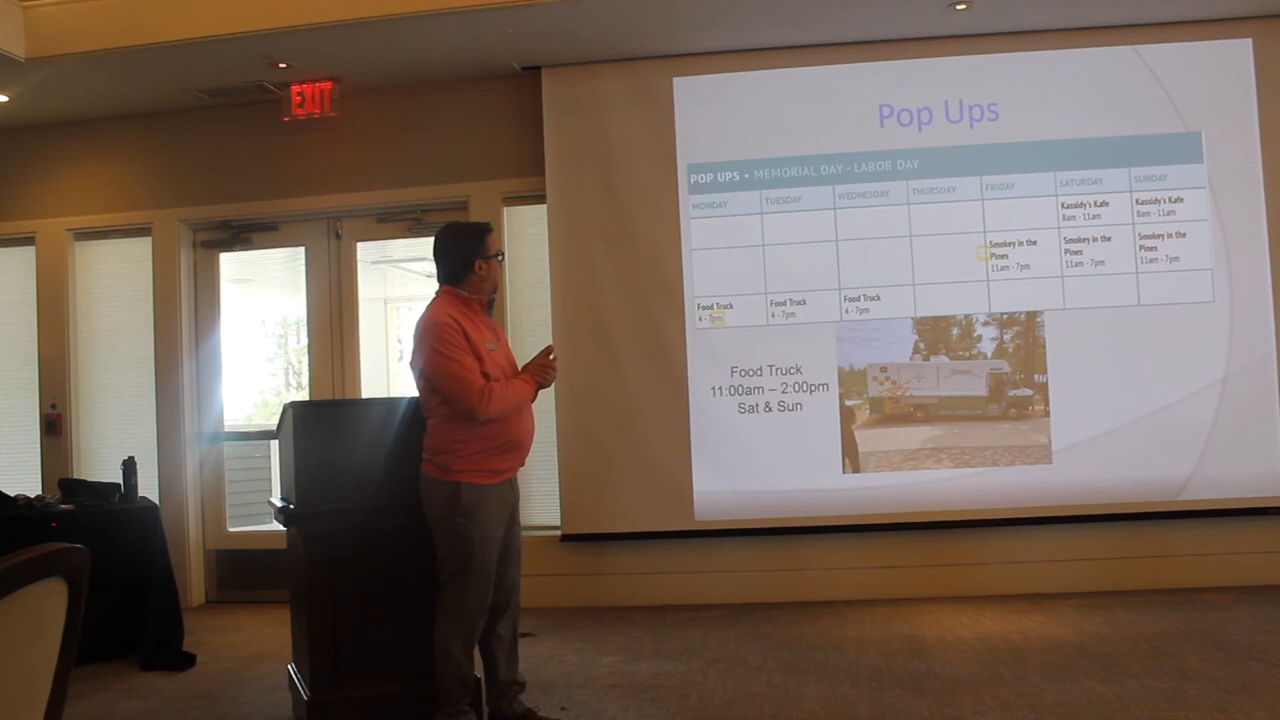 EXIT
Pop Ups
POP UPS • MEMORIAL DAY - LABOR DAY
MONDAY TUESDAY WEDNESDAY THURSDAY FRIDAY SATURDAY SUNDAY
Kassidy's Kafe Kassidy's Kafe
8am - 11am 8am - 11am
Smokey in the Smokey in the Smokey in the
Pines Pines Pines
11am - 7pm 11am - 7pm 11am - 7pm
Food Truck Food Truck Food Truck
4 - 7pm 4 - 7pm 4 - 7pm
Food Truck
11:00am – 2:00pm
Sat & Sun